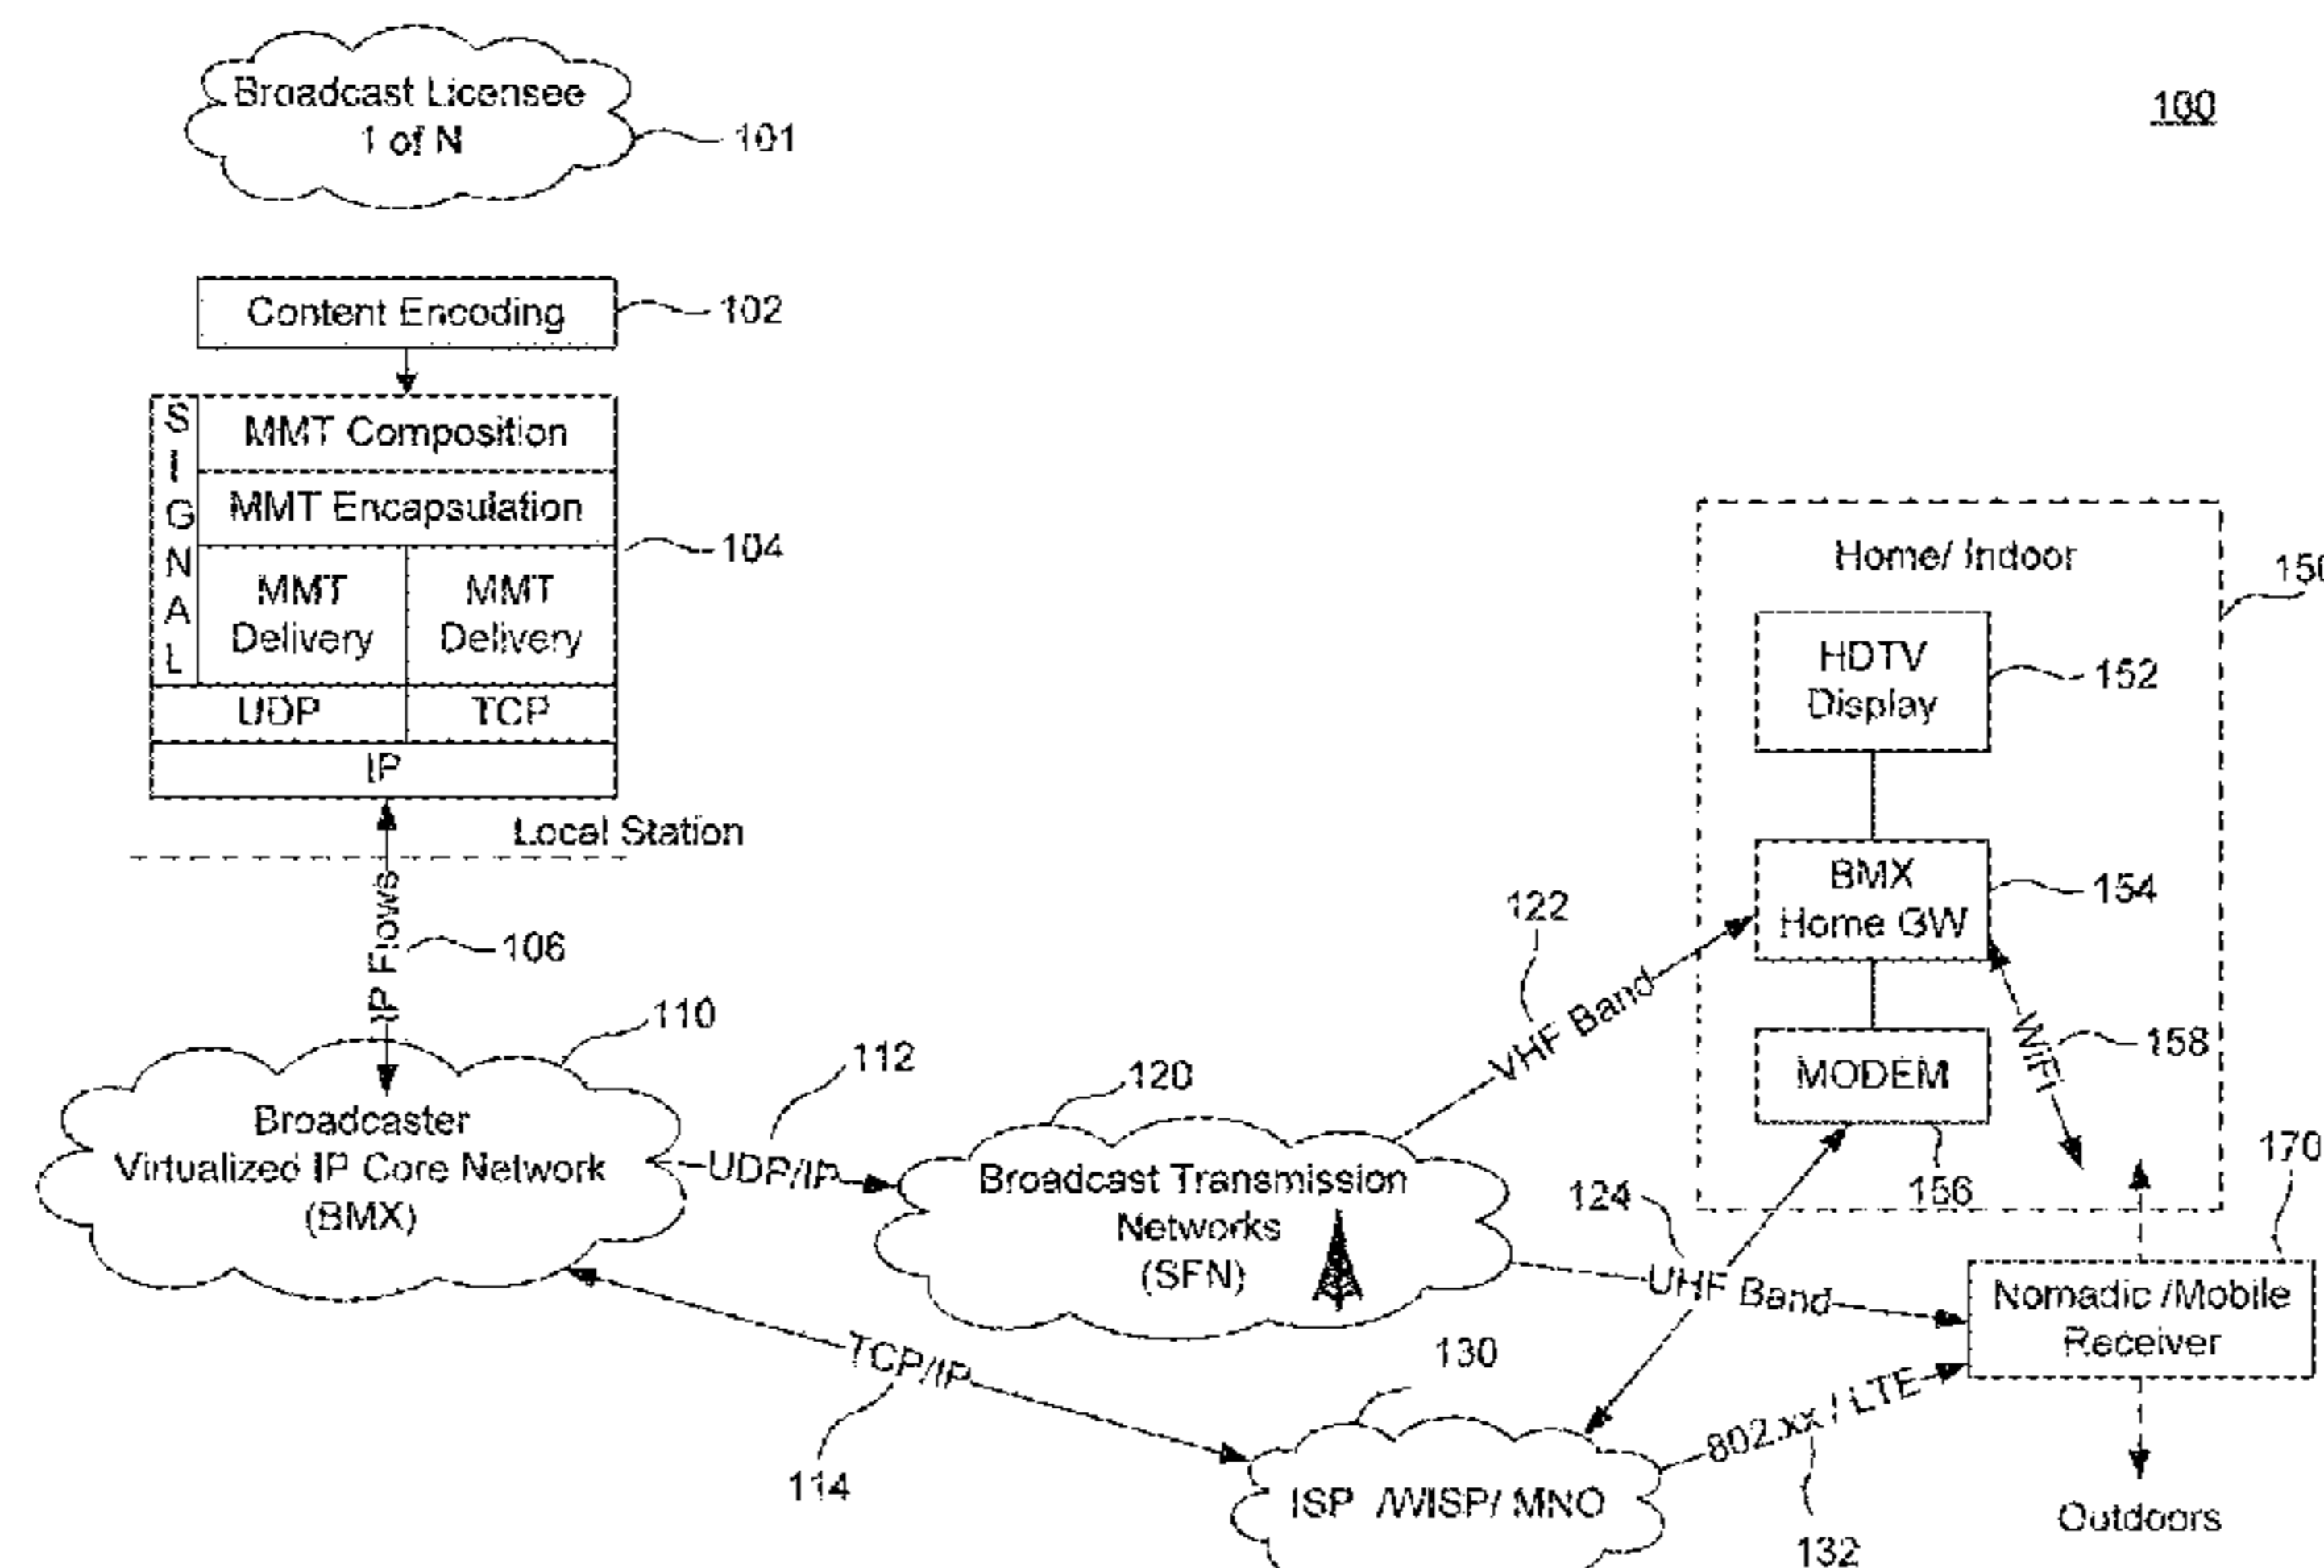 Broadcast Licensee
1 of N
101
100
Content Encoding
102
SIGNAL
MMT Composition
MMT Encapsulation
104
MMT
Delivery
MMT
Delivery
UDP
TCP
IP
Local Station
IP Flows
106
110
Broadcaster
Virtualized IP Core Network
(BMX)
112
UDP/IP
120
Broadcast Transmission
Networks
(SFN)
122
VHF Band
124
UHF Band
TCP/IP
114
130
ISP /WISP/ MNO
802.xx / LTE
132
Home/ Indoor
150
HDTV
Display
152
BMX
Home GW
154
MODEM
156
WiFi
158
170
Nomadic /Mobile
Receiver
Outdoors